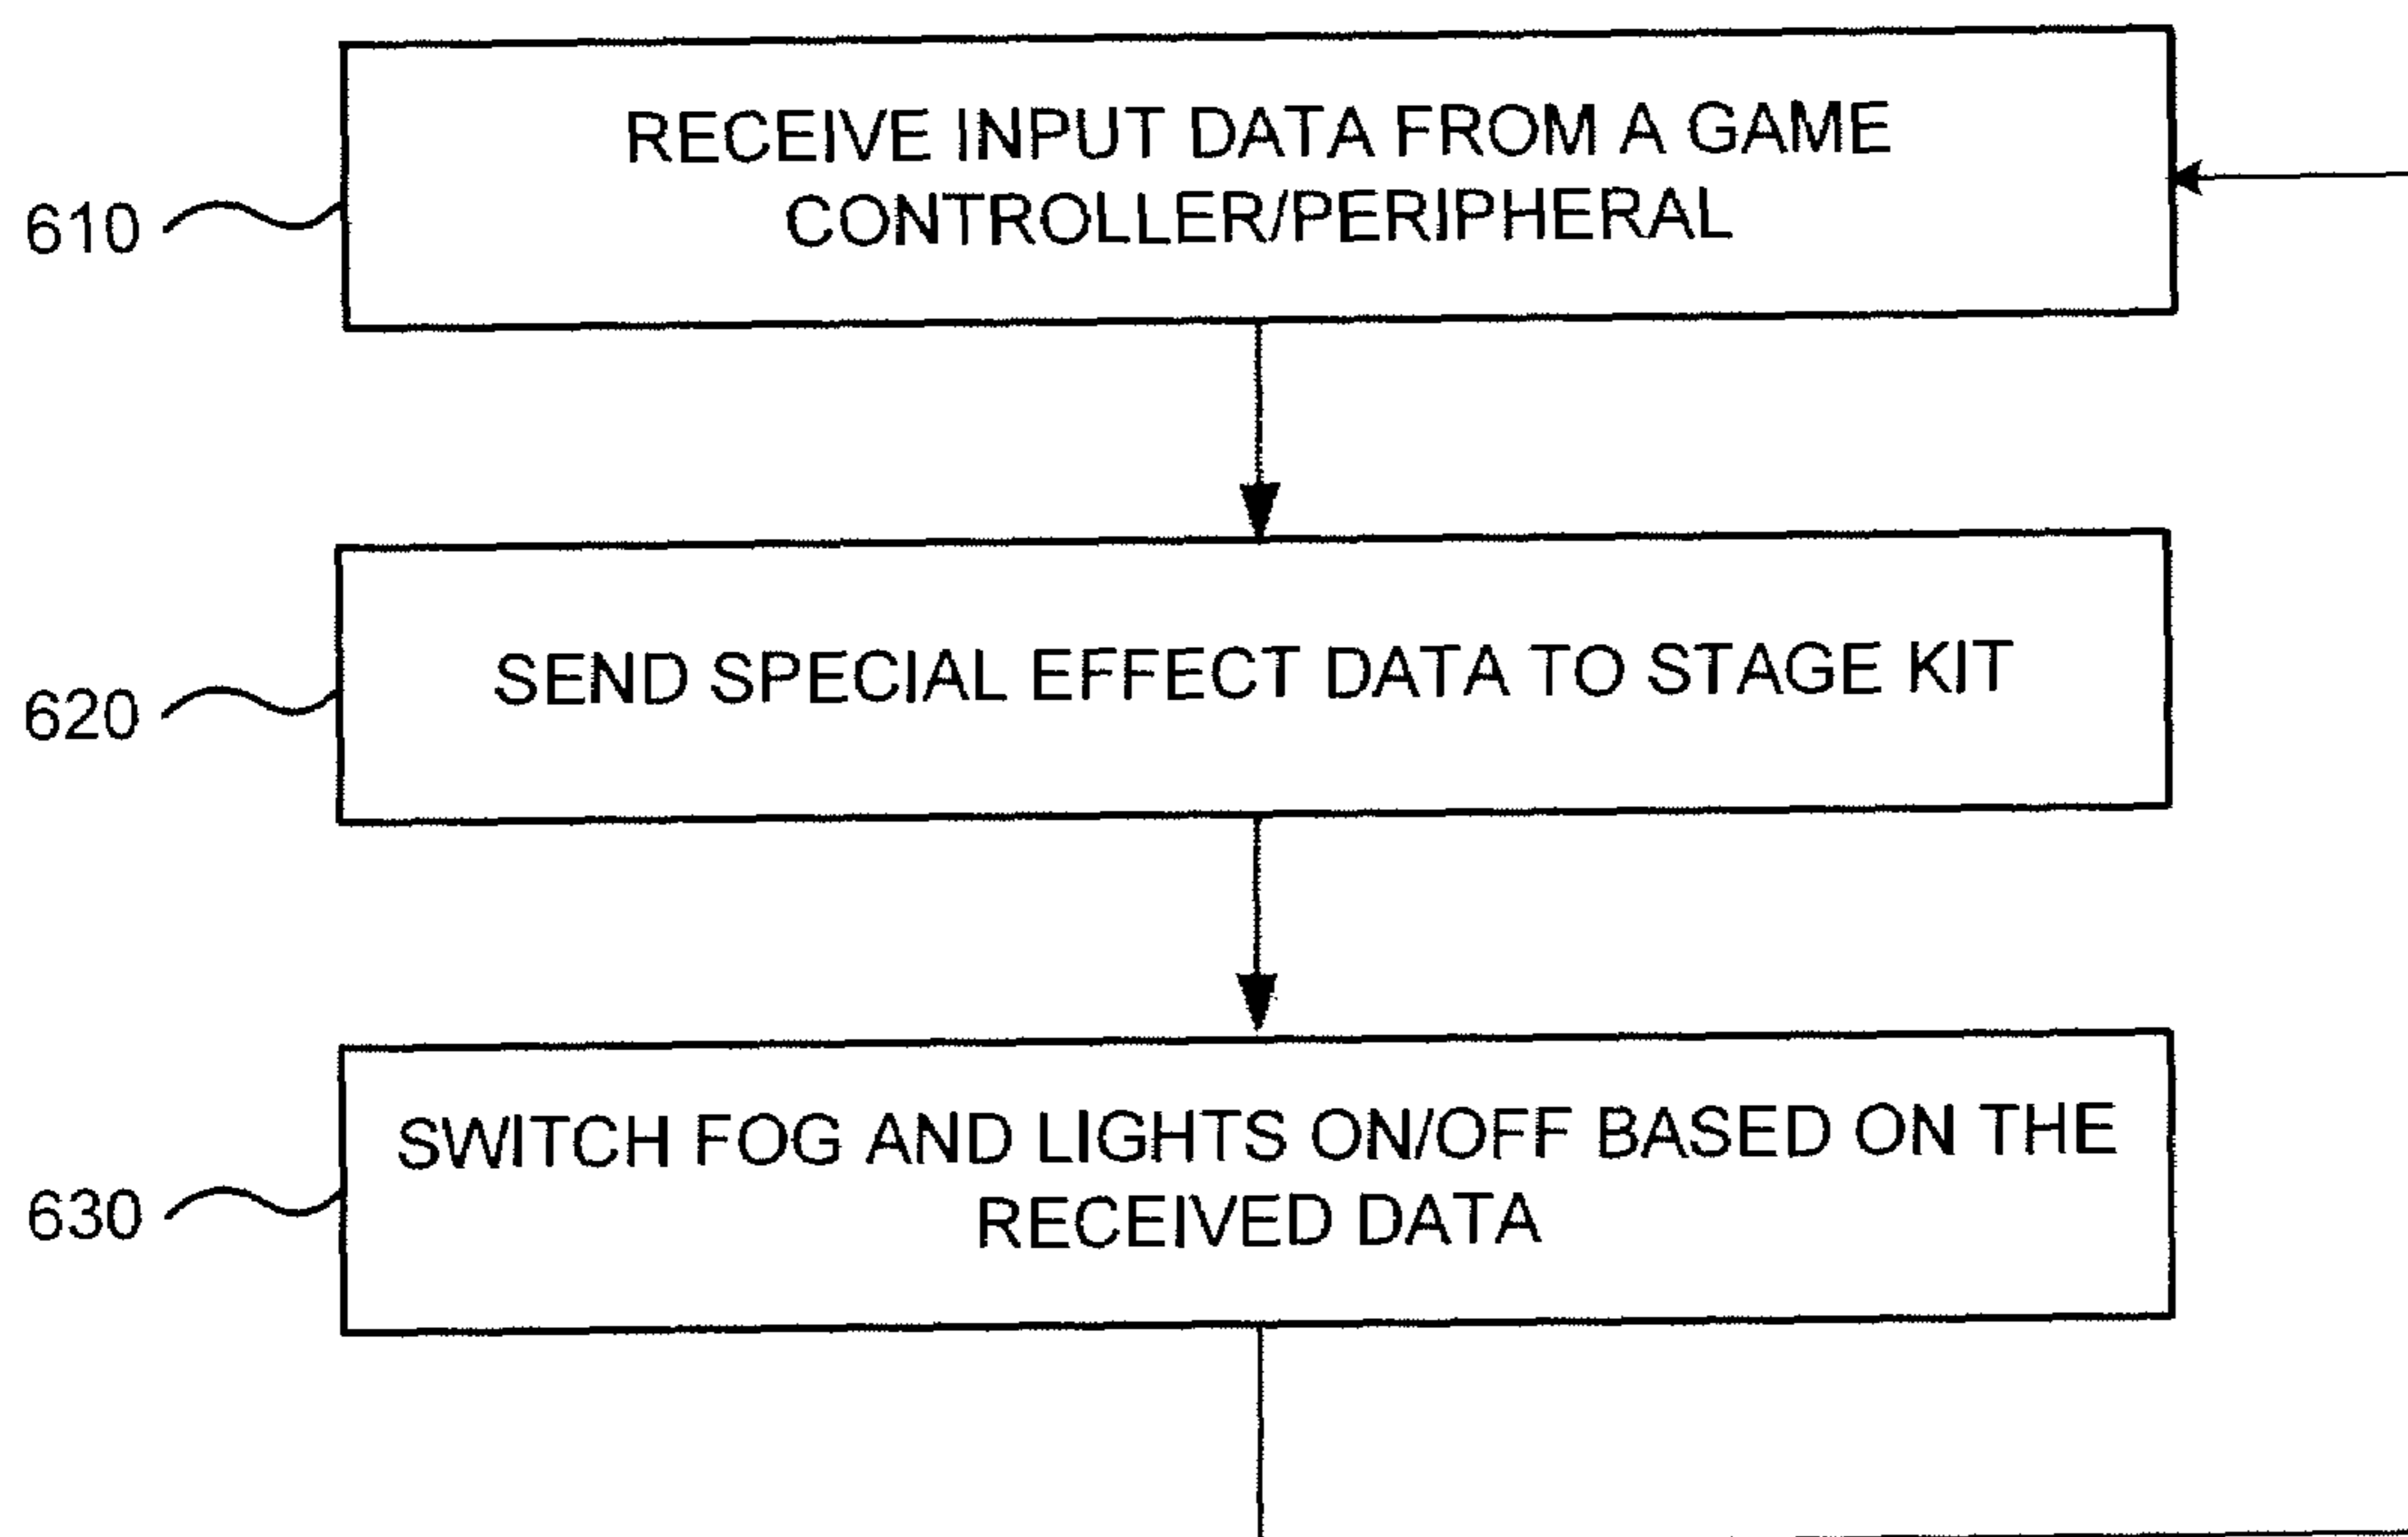 RECEIVE INPUT DATA FROM A GAME
CONTROLLER/PERIPHERAL
610
SEND SPECIAL EFFECT DATA TO STAGE KIT
620
SWITCH FOG AND LIGHTS ON/OFF BASED ON THE
RECEIVED DATA
630